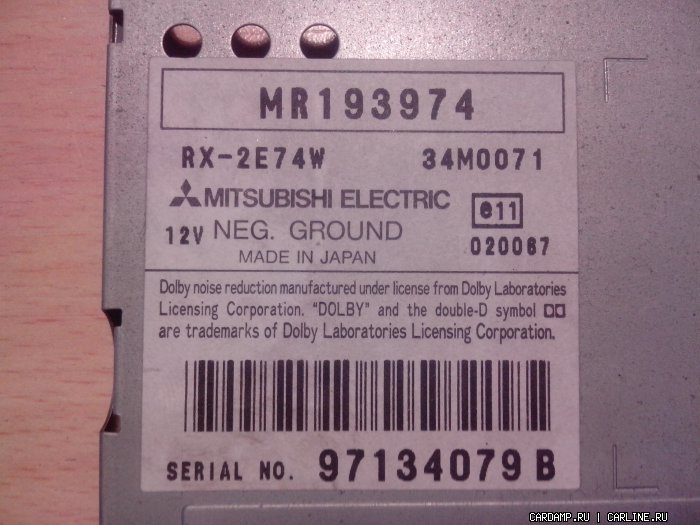 MR193974
RX-2E74W 34M0071
MITSUBISHI ELECTRIC e11
12V NEG. GROUND 020067
MADE IN JAPAN
Dolby noise reduction manufactured under license from Dolby Laboratories
Licensing Corporation. “DOLBY” and the double-D symbol
are trademarks of Dolby Laboratories Licensing Corporation.
SERIAL NO. 97134079 B
CARDAMP.RU | CARLINE.RU